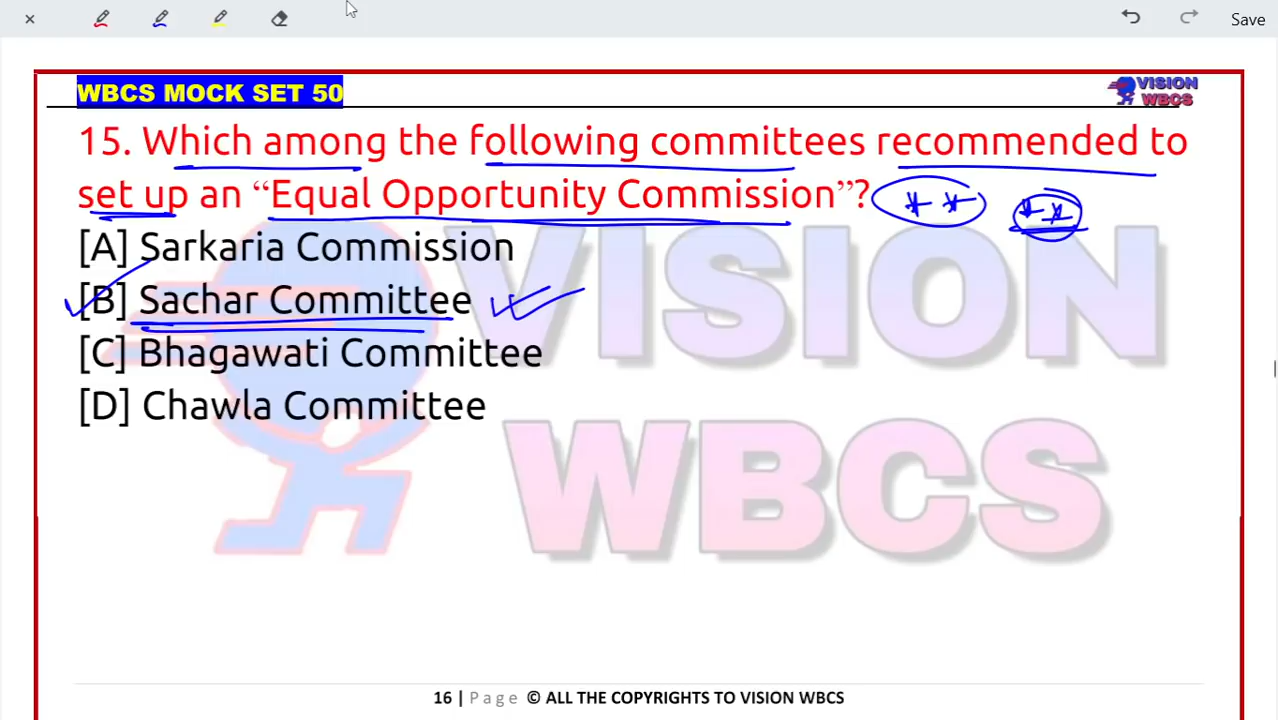 Save
WBCS MOCK SET 50
VISION
WBCS
15. Which among the following committees recommended to
set up an “Equal Opportunity Commission”? ** **
[A] Sarkaria Commission
[B] Sachar Committee
[C] Bhagawati Committee
[D] Chawla Committee
VISION
WBCS
16 | Page © ALL THE COPYRIGHTS TO VISION WBCS